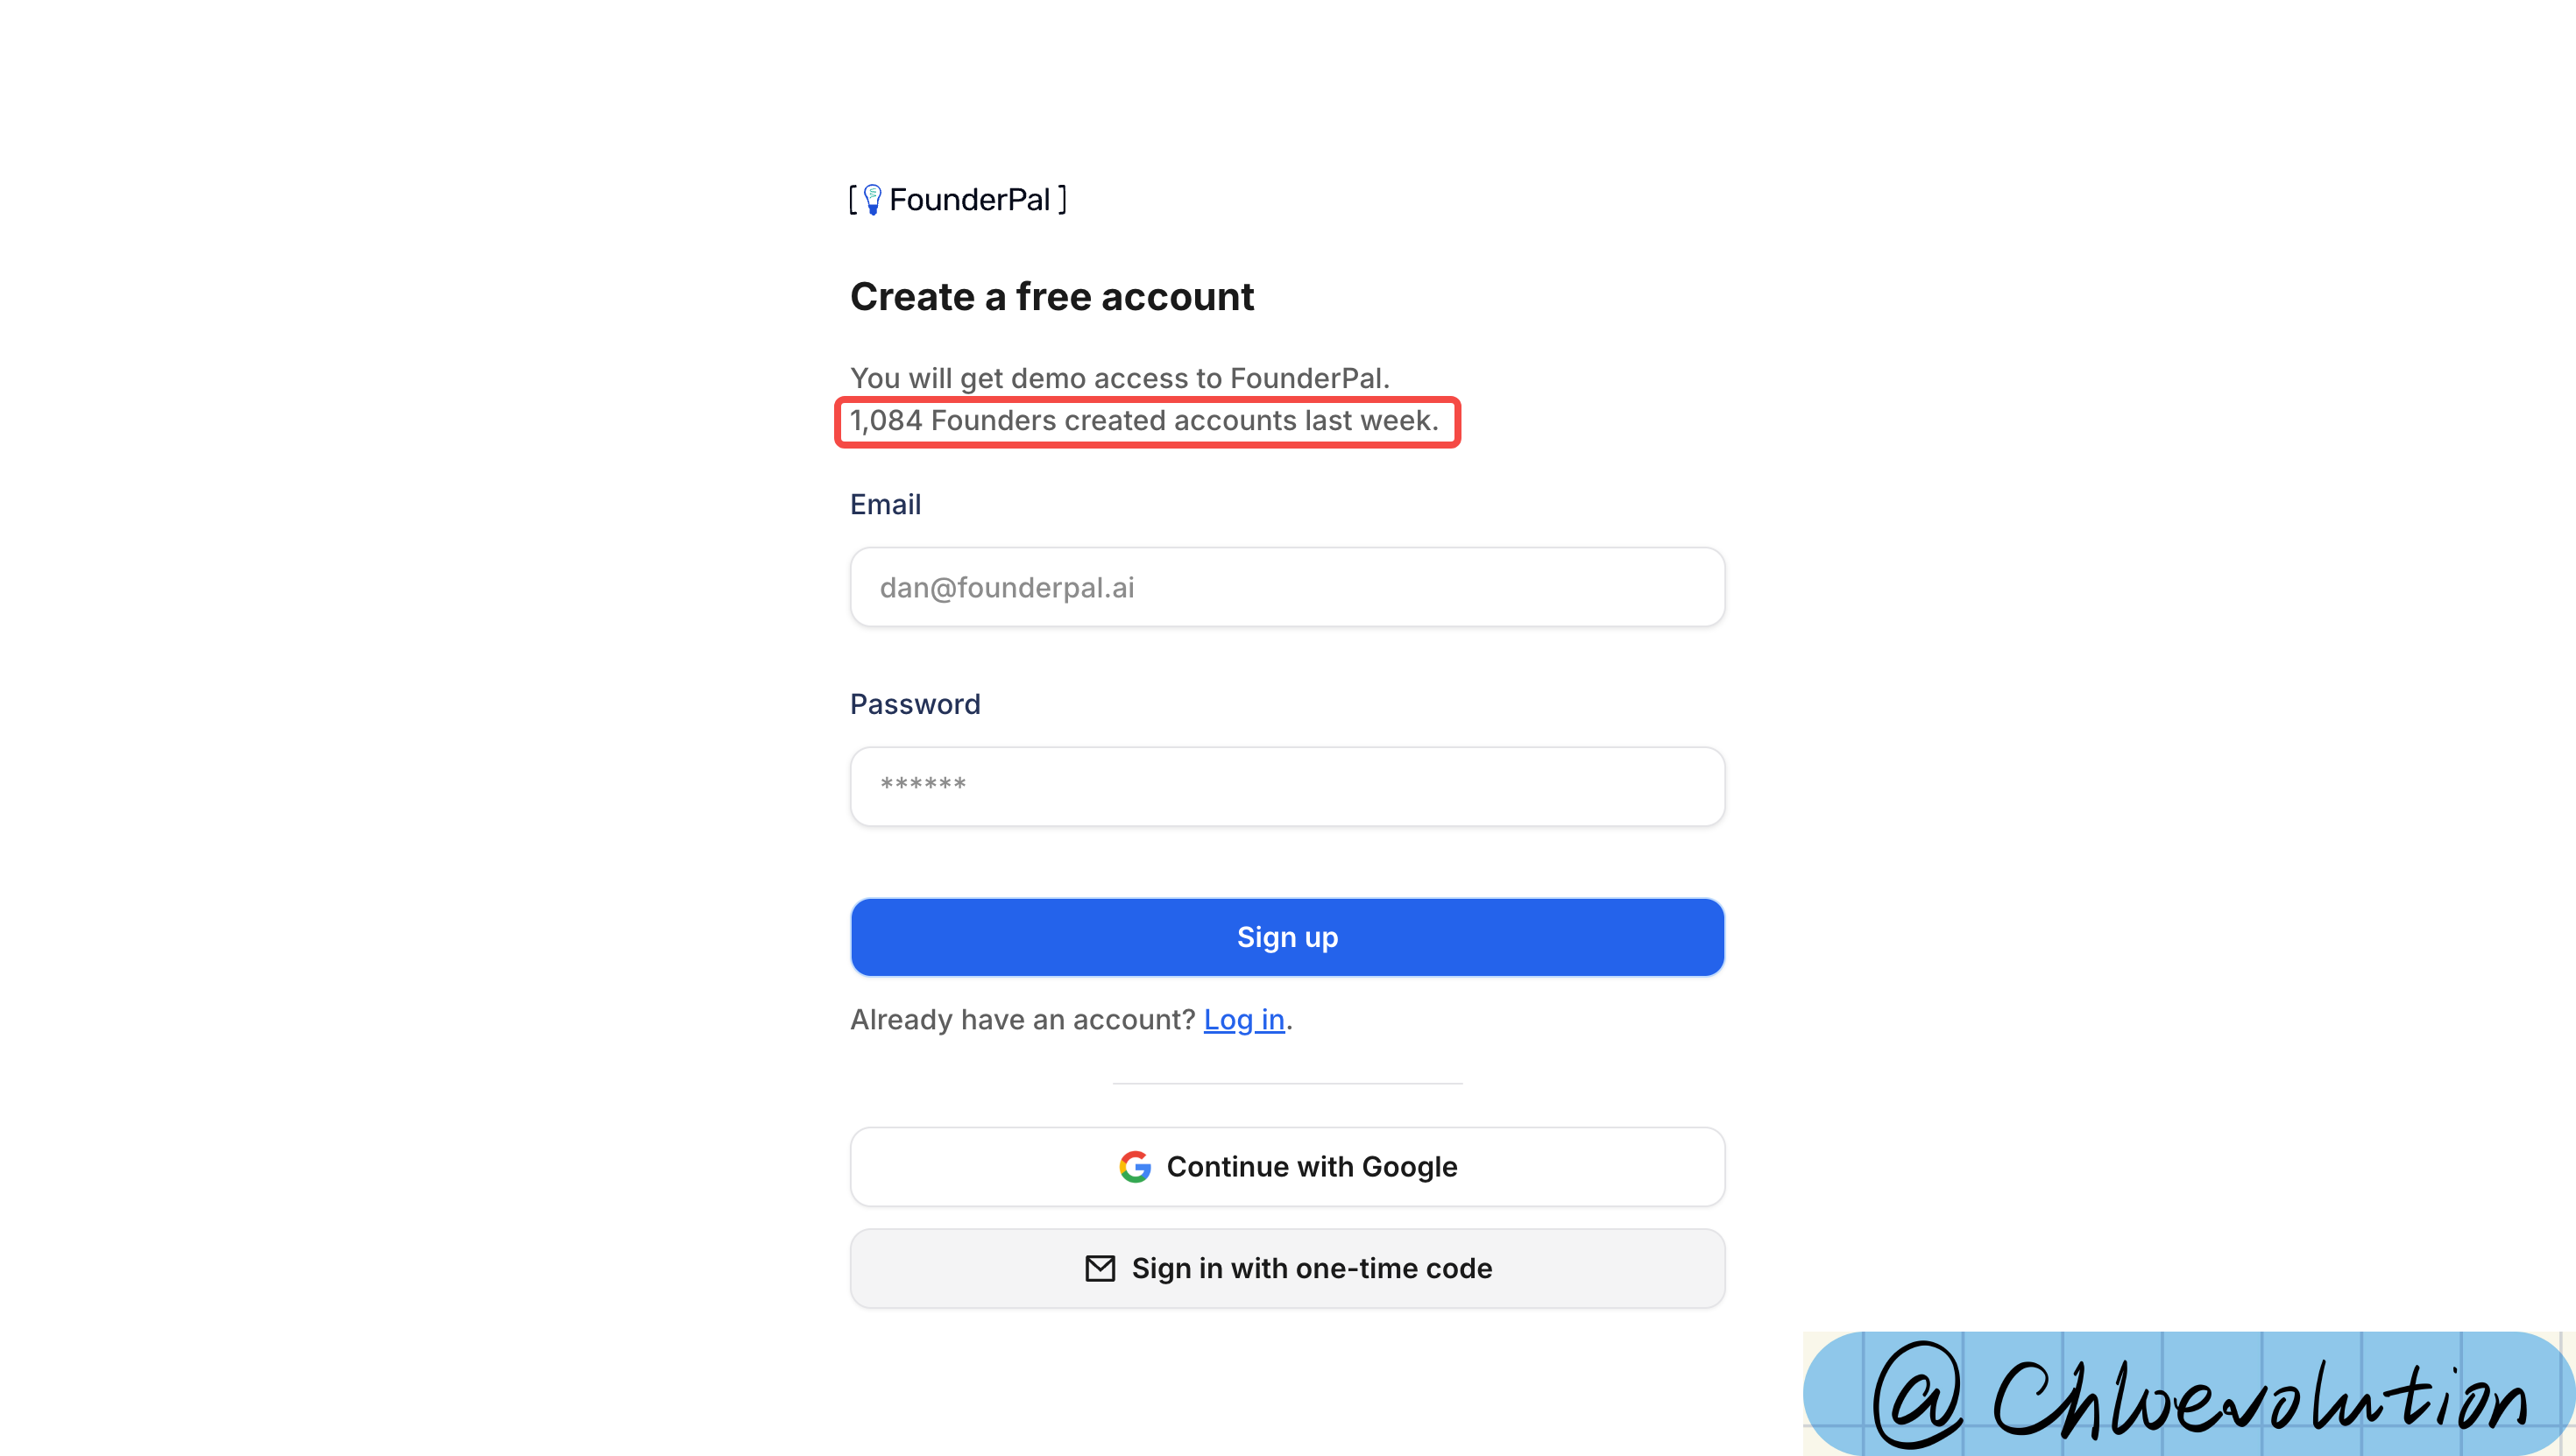 [ FounderPal ]
Create a free account
You will get demo access to FounderPal.
1,084 Founders created accounts last week.
Email
dan@founderpal.ai
Password
******
Sign up
Already have an account? Log in.
Continue with Google
Sign in with one-time code
@Chloevolution